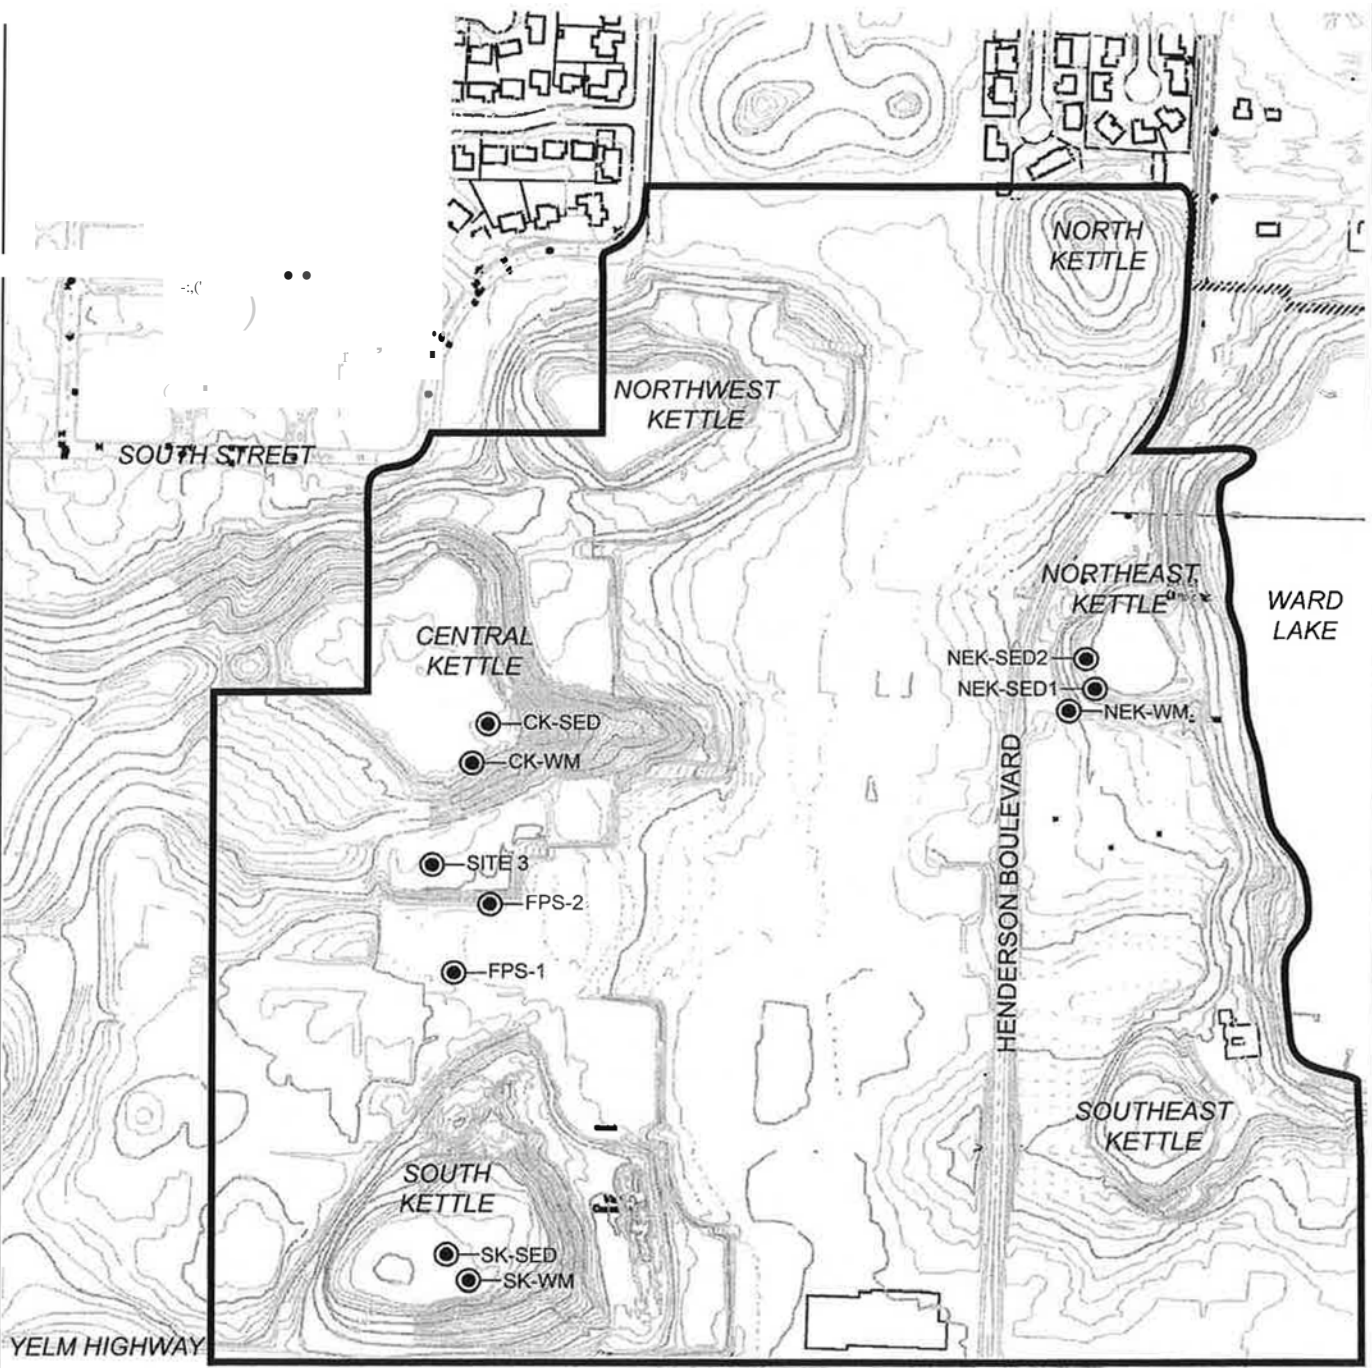 NORTH
KETTLE
NORTHWEST
KETTLE
SOUTH STREET
NORTHEAST
KETTLE
WARD
LAKE
CENTRAL
KETTLE
NEK-SED2
NEK-SED1
NEK-WM
CK-SED
CK-WM
HENDERSON BOULEVARD
SITE 3
FPS-2
FPS-1
SOUTHEAST
KETTLE
SOUTH
KETTLE
SK-SED
SK-WM
YELM HIGHWAY